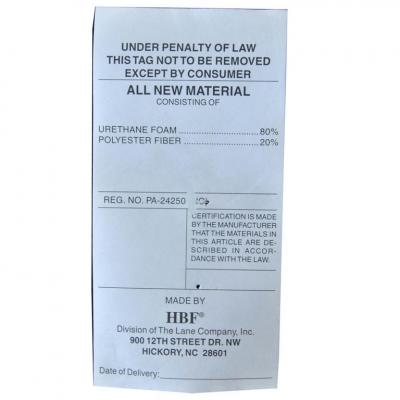 UNDER PENALTY OF LAW
THIS TAG NOT TO BE REMOVED
EXCEPT BY CONSUMER
ALL NEW MATERIAL
CONSISTING OF
URETHANE FOAM ........................ 80%
POLYESTER FIBER ....................... 20%
REG. NO. PA-24250
CERTIFICATION IS MADE
BY THE MANUFACTURER
THAT THE MATERIALS IN
THIS ARTICLE ARE DE-
SCRIBED IN ACCOR-
DANCE WITH THE LAW.
MADE BY
HBF®
Division of The Lane Company, Inc.
900 12TH STREET DR. NW
HICKORY, NC 28601
Date of Delivery: